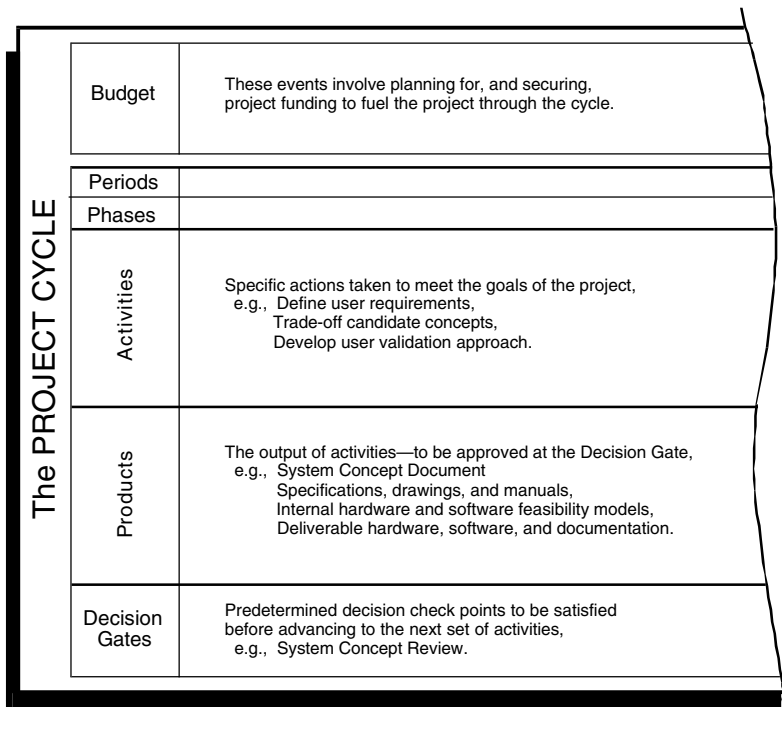 The PROJECT CYCLE
Budget
These events involve planning for, and securing,
project funding to fuel the project through the cycle.
Periods
Phases
Activities
Specific actions taken to meet the goals of the project,
e.g., Define user requirements,
Trade-off candidate concepts,
Develop user validation approach.
Products
The output of activities—to be approved at the Decision Gate,
e.g., System Concept Document
Specifications, drawings, and manuals,
Internal hardware and software feasibility models,
Deliverable hardware, software, and documentation.
Decision
Gates
Predetermined decision check points to be satisfied
before advancing to the next set of activities,
e.g., System Concept Review.